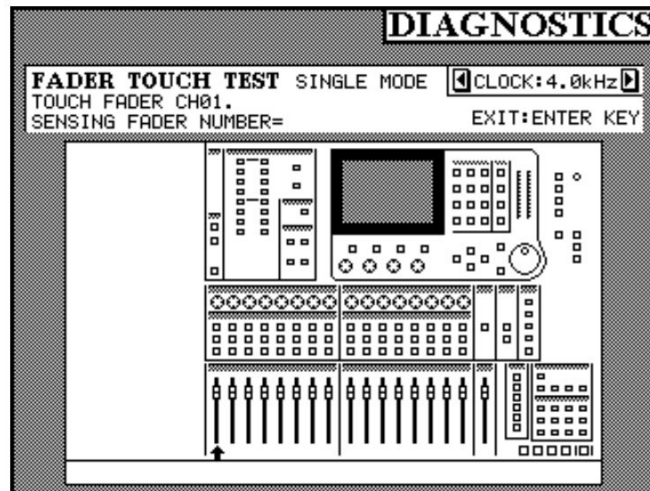 DIAGNOSTICS
FADER TOUCH TEST SINGLE MODE CLOCK:4.0kHz
TOUCH FADER CH01.
SENSING FADER NUMBER= EXIT:ENTER KEY